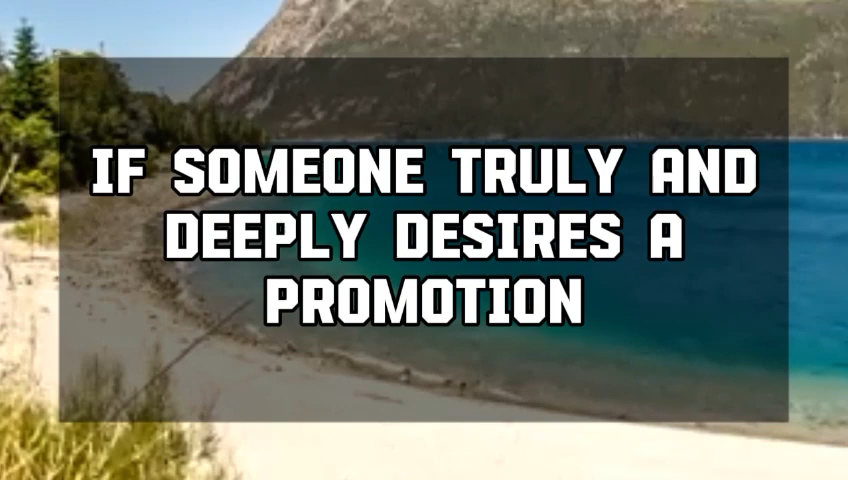 IF SOMEONE TRULY AND
DEEPLY DESIRES A
PROMOTION